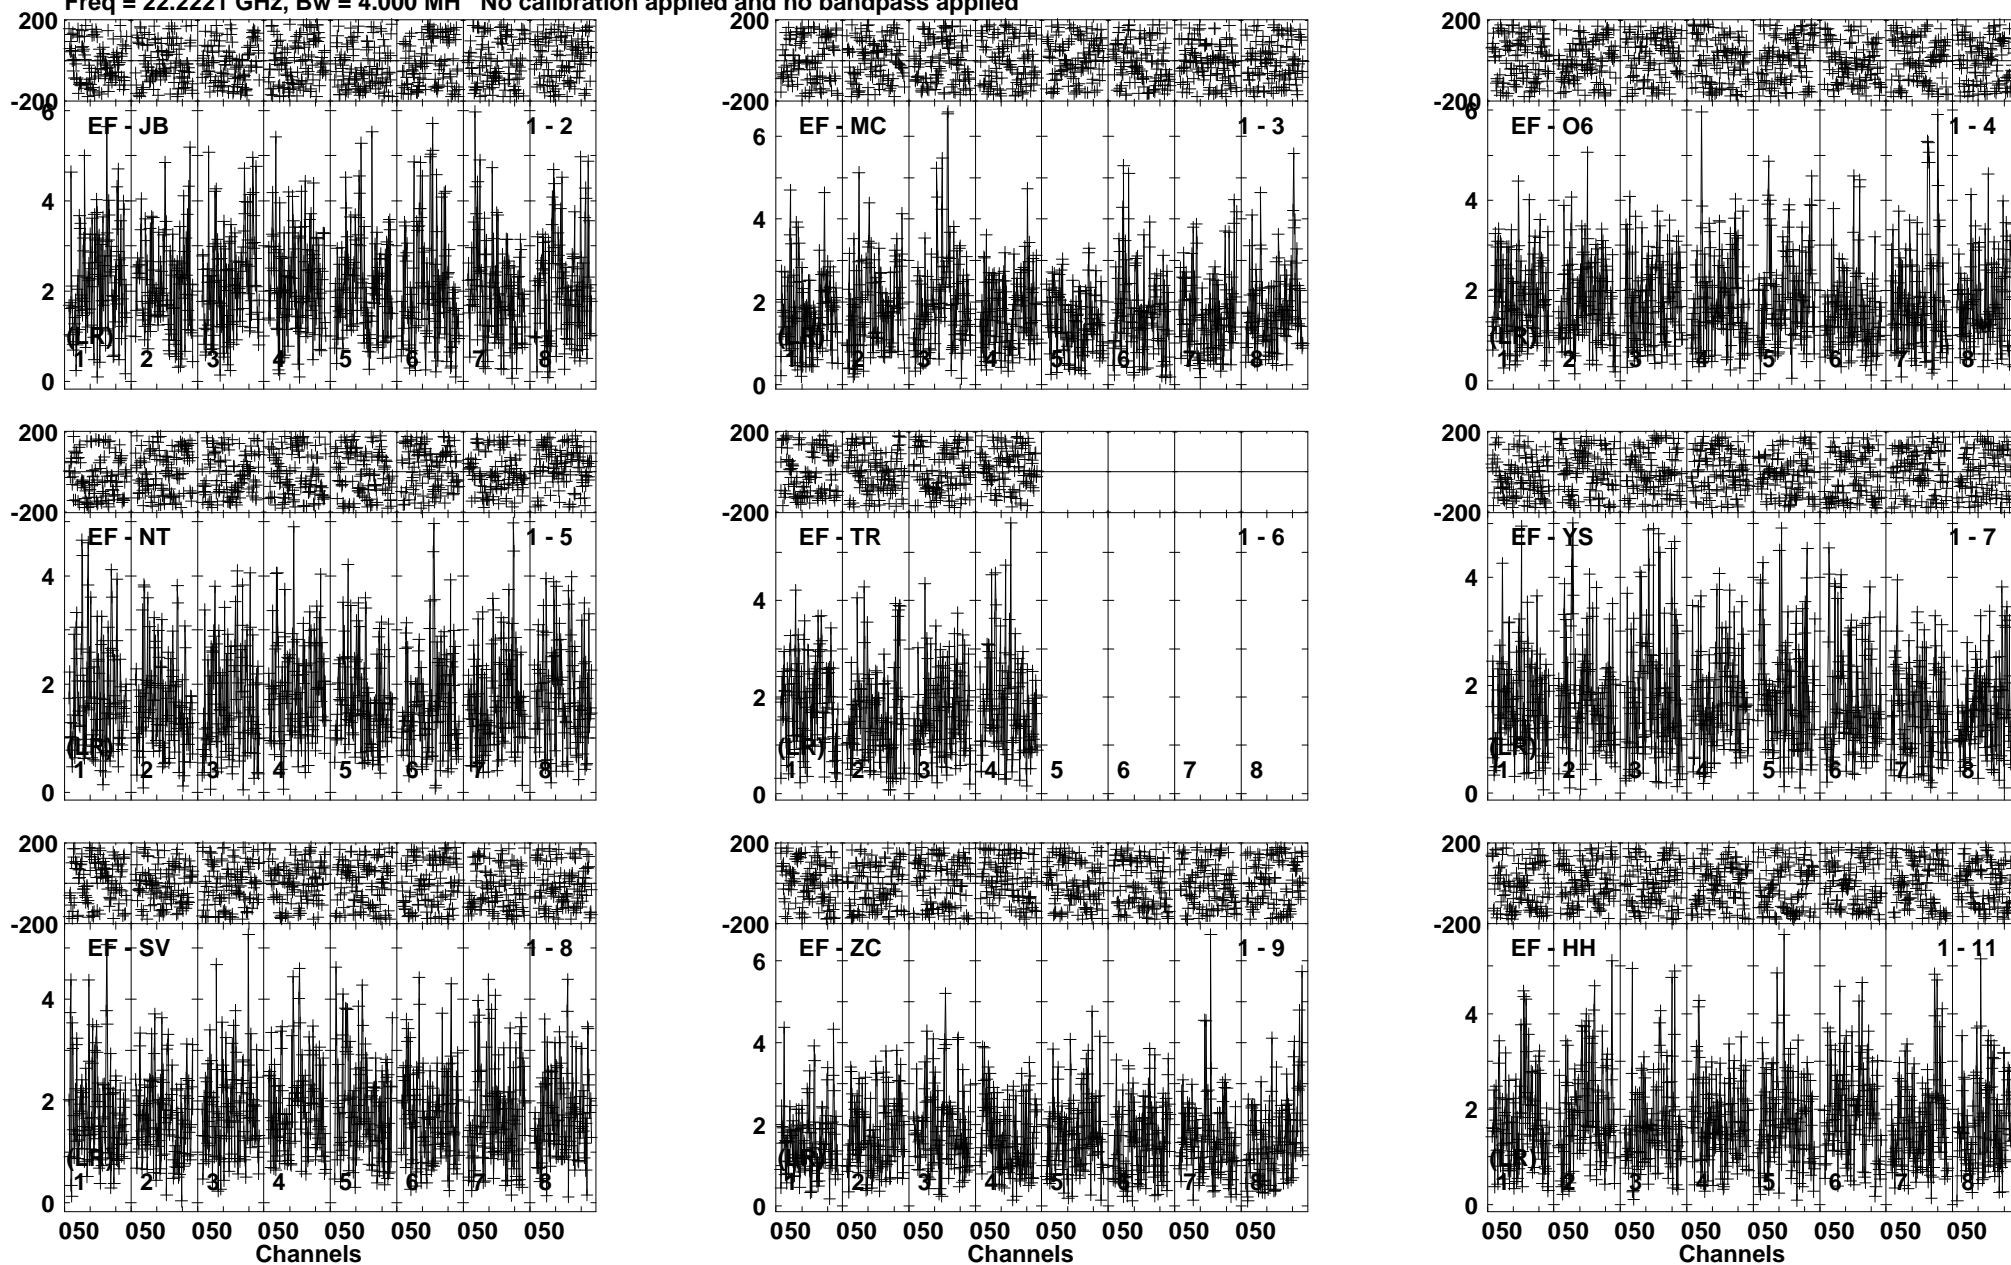 Freq = 22.2221 GHz, Bw = 4.000 MH No calibration applied and no bandpass applied
200 200 200
-200 -200 -200
6 EF - JB 1 - 2 EF - MC 1 - 3 6 EF - O6 1 - 4
6
4 4 4
2 2 2
(LR) (LR) (LR)
1 2 3 4 5 6 7 8 1 2 3 4 5 6 7 8 1 2 3 4 5 6 7 8
0 0 0
200 200 200
-200 -200 -200
EF - NT 1 - 5 EF - TR 1 - 6 EF - YS 1 - 7
4 4 4
2 2 2
(LR) (LR) (LR)
1 2 3 4 5 6 7 8 1 2 3 4 5 6 7 8 1 2 3 4 5 6 7 8
0 0 0
200 200 200
-200 -200 -200
EF - SV 1 - 8 EF - ZC 1 - 9 EF - HH 1 - 11
6
4 4 4
2 2 2
(LR) (LR) (LR)
1 2 3 4 5 6 7 8 1 2 3 4 5 6 7 8 1 2 3 4 5 6 7 8
0 0 0
050 050 050 050 050 050 050 050 050 050 050 050 050 050 050 050 050 050 050 050 050 050 050 050
Channels Channels Channels